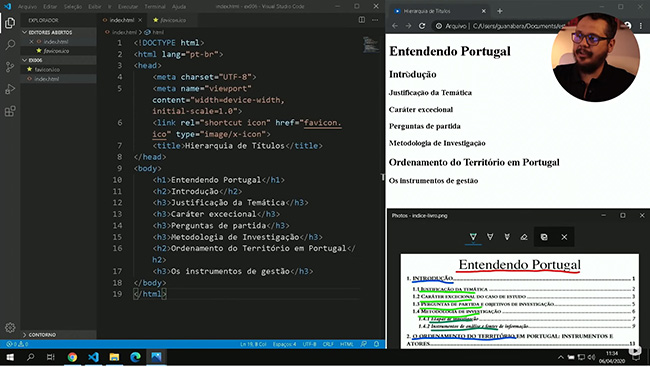 Arquivo
Editar
Seleção
index.html - ex006 - Visual Studio Code
EXPLORADOR
EDITORES ABERTOS
index.html
favicon.ico
EX006
favicon.ico
index.html
CONTORNO
index.html
favicon.ico
index.html > html
1 <!DOCTYPE html>
2 <html lang="pt-br">
3 <head>
4 <meta charset="UTF-8">
5 <meta name="viewport"
content="width=device-width,
initial-scale=1.0">
6 <link rel="shortcut icon" href="favicon.
ico" type="image/x-icon">
7 <title>Hierarquia de Títulos</title>
8 </head>
9 <body>
10 <h1>Entendendo Portugal</h1>
11 <h2>Introdução</h2>
12 <h3>Justificação da Temática</h3>
13 <h3>Caráter excecional</h3>
14 <h3>Perguntas de partida</h3>
15 <h3>Metodologia de Investigação</h3>
16 <h2>Ordenamento do Território em Portugal</
h2>
17 <h3>Os instrumentos de gestão</h3>
18 </body>
19 </html>
Ln 19, Col 8
Espaços: 4
UTF-8
CRLF
HTML
Hierarquia de Títulos
Arquivo
C:/Users/guanabara/Documents/es
Entendendo Portugal
Introdução
Justificação da Temática
Caráter excecional
Perguntas de partida
Metodologia de Investigação
Ordenamento do Território em Portugal
Os instrumentos de gestão
Photos - indice-livro.png
Entendendo Portugal
1. INTRODUÇÃO 1
1.1 JUSTIFICAÇÃO DA TEMÁTICA 2
1.2 CARÁTER EXCECIONAL DO CASO DE ESTUDO 3
1.3 PERGUNTAS DE PARTIDA E OBJETIVOS DE INVESTIGAÇÃO 5
1.4 METODOLOGIA DE INVESTIGAÇÃO 6
1.4.1 Etapas de investigação 7
1.4.2 Instrumentos de análise e fontes de informação 9
2. O ORDENAMENTO DO TERRITÓRIO EM PORTUGAL: INSTRUMENTOS E
ATORES 11
11:34
06/04/2020